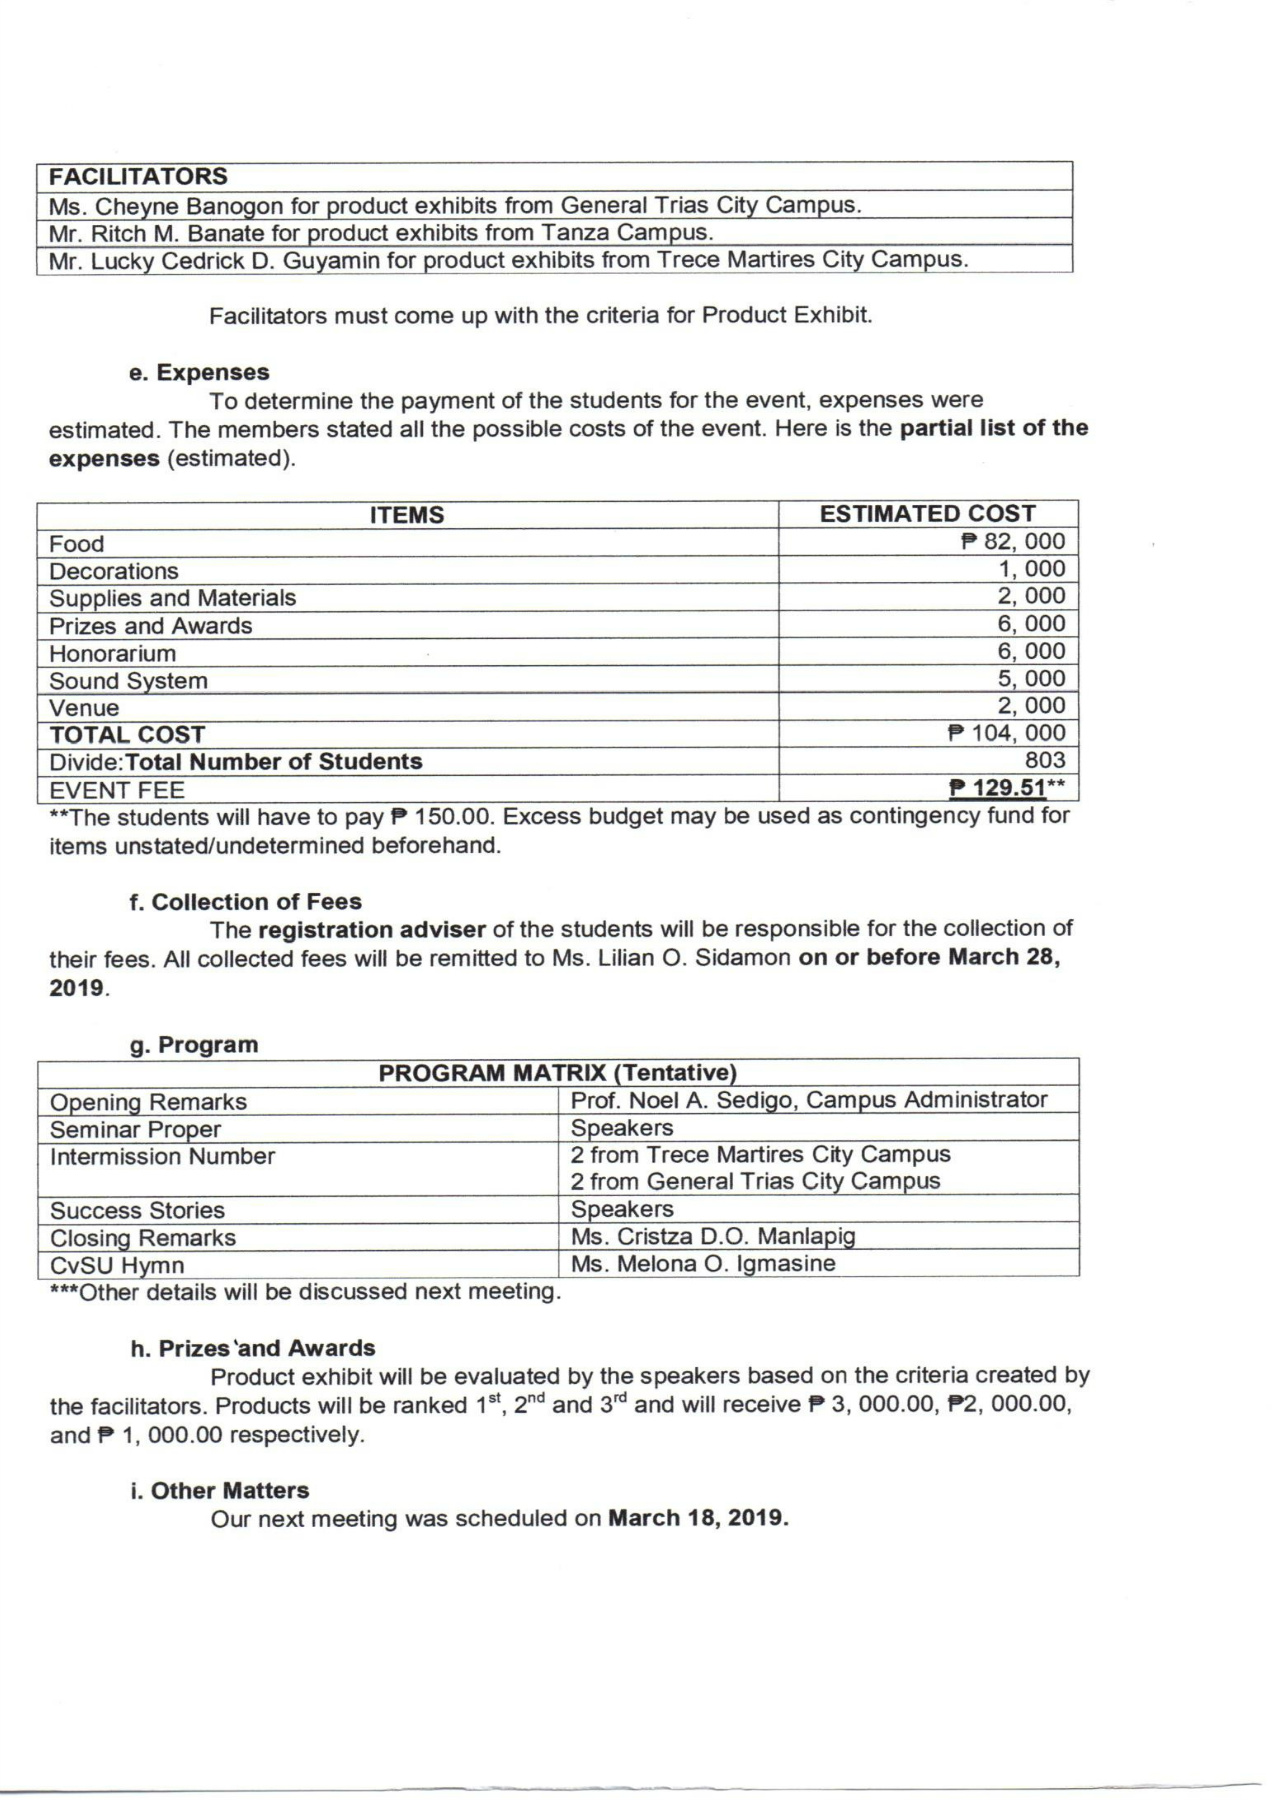 FACILITATORS
Ms. Cheyne Banogon for product exhibits from General Trias City Campus.
Mr. Ritch M. Banate for product exhibits from Tanza Campus.
Mr. Lucky Cedrick D. Guyamin for product exhibits from Trece Martires City Campus.
Facilitators must come up with the criteria for Product Exhibit.
e. Expenses
To determine the payment of the students for the event, expenses were
estimated. The members stated all the possible costs of the event. Here is the partial list of the
expenses (estimated).
ITEMS ESTIMATED COST
Food ₱ 82, 000
Decorations 1, 000
Supplies and Materials 2, 000
Prizes and Awards 6, 000
Honorarium 6, 000
Sound System 5, 000
Venue 2, 000
TOTAL COST ₱ 104, 000
Divide:Total Number of Students 803
EVENT FEE ₱ 129.51**
**The students will have to pay ₱ 150.00. Excess budget may be used as contingency fund for
items unstated/undetermined beforehand.
f. Collection of Fees
The registration adviser of the students will be responsible for the collection of
their fees. All collected fees will be remitted to Ms. Lilian O. Sidamon on or before March 28,
2019.
g. Program
PROGRAM MATRIX (Tentative)
Opening Remarks Prof. Noel A. Sedigo, Campus Administrator
Seminar Proper Speakers
Intermission Number 2 from Trece Martires City Campus
2 from General Trias City Campus
Success Stories Speakers
Closing Remarks Ms. Cristza D.O. Manlapig
CvSU Hymn Ms. Melona O. Igmasine
***Other details will be discussed next meeting.
h. Prizes and Awards
Product exhibit will be evaluated by the speakers based on the criteria created by
the facilitators. Products will be ranked 1st, 2nd and 3rd and will receive ₱ 3, 000.00, ₱2, 000.00,
and ₱ 1, 000.00 respectively.
i. Other Matters
Our next meeting was scheduled on March 18, 2019.